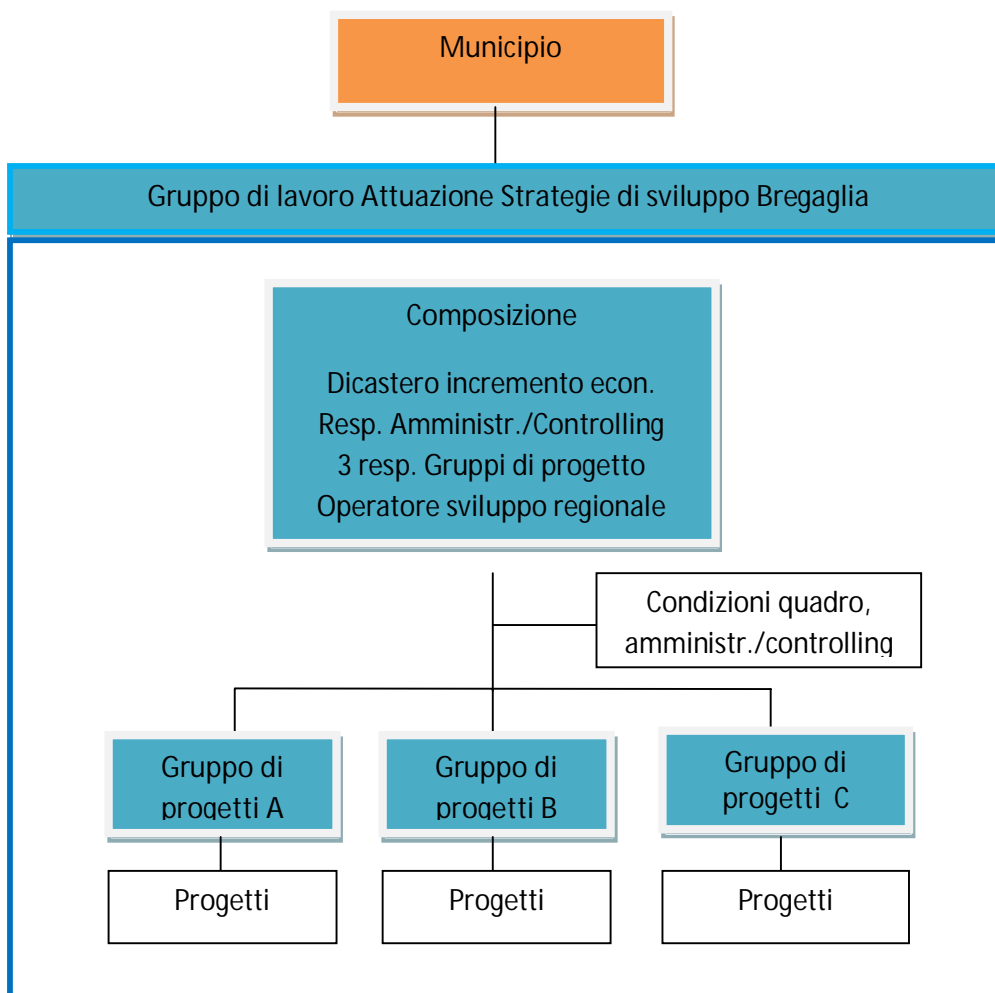 Municipio
Gruppo di lavoro Attuazione Strategie di sviluppo Bregaglia
Composizione
Dicastero incremento econ.
Resp. Amministr./Controlling
3 resp. Gruppi di progetto
Operatore sviluppo regionale
Condizioni quadro,
amministr./controlling
Gruppo di
progetti A
Gruppo di
progetti B
Gruppo di
progetti C
Progetti
Progetti
Progetti